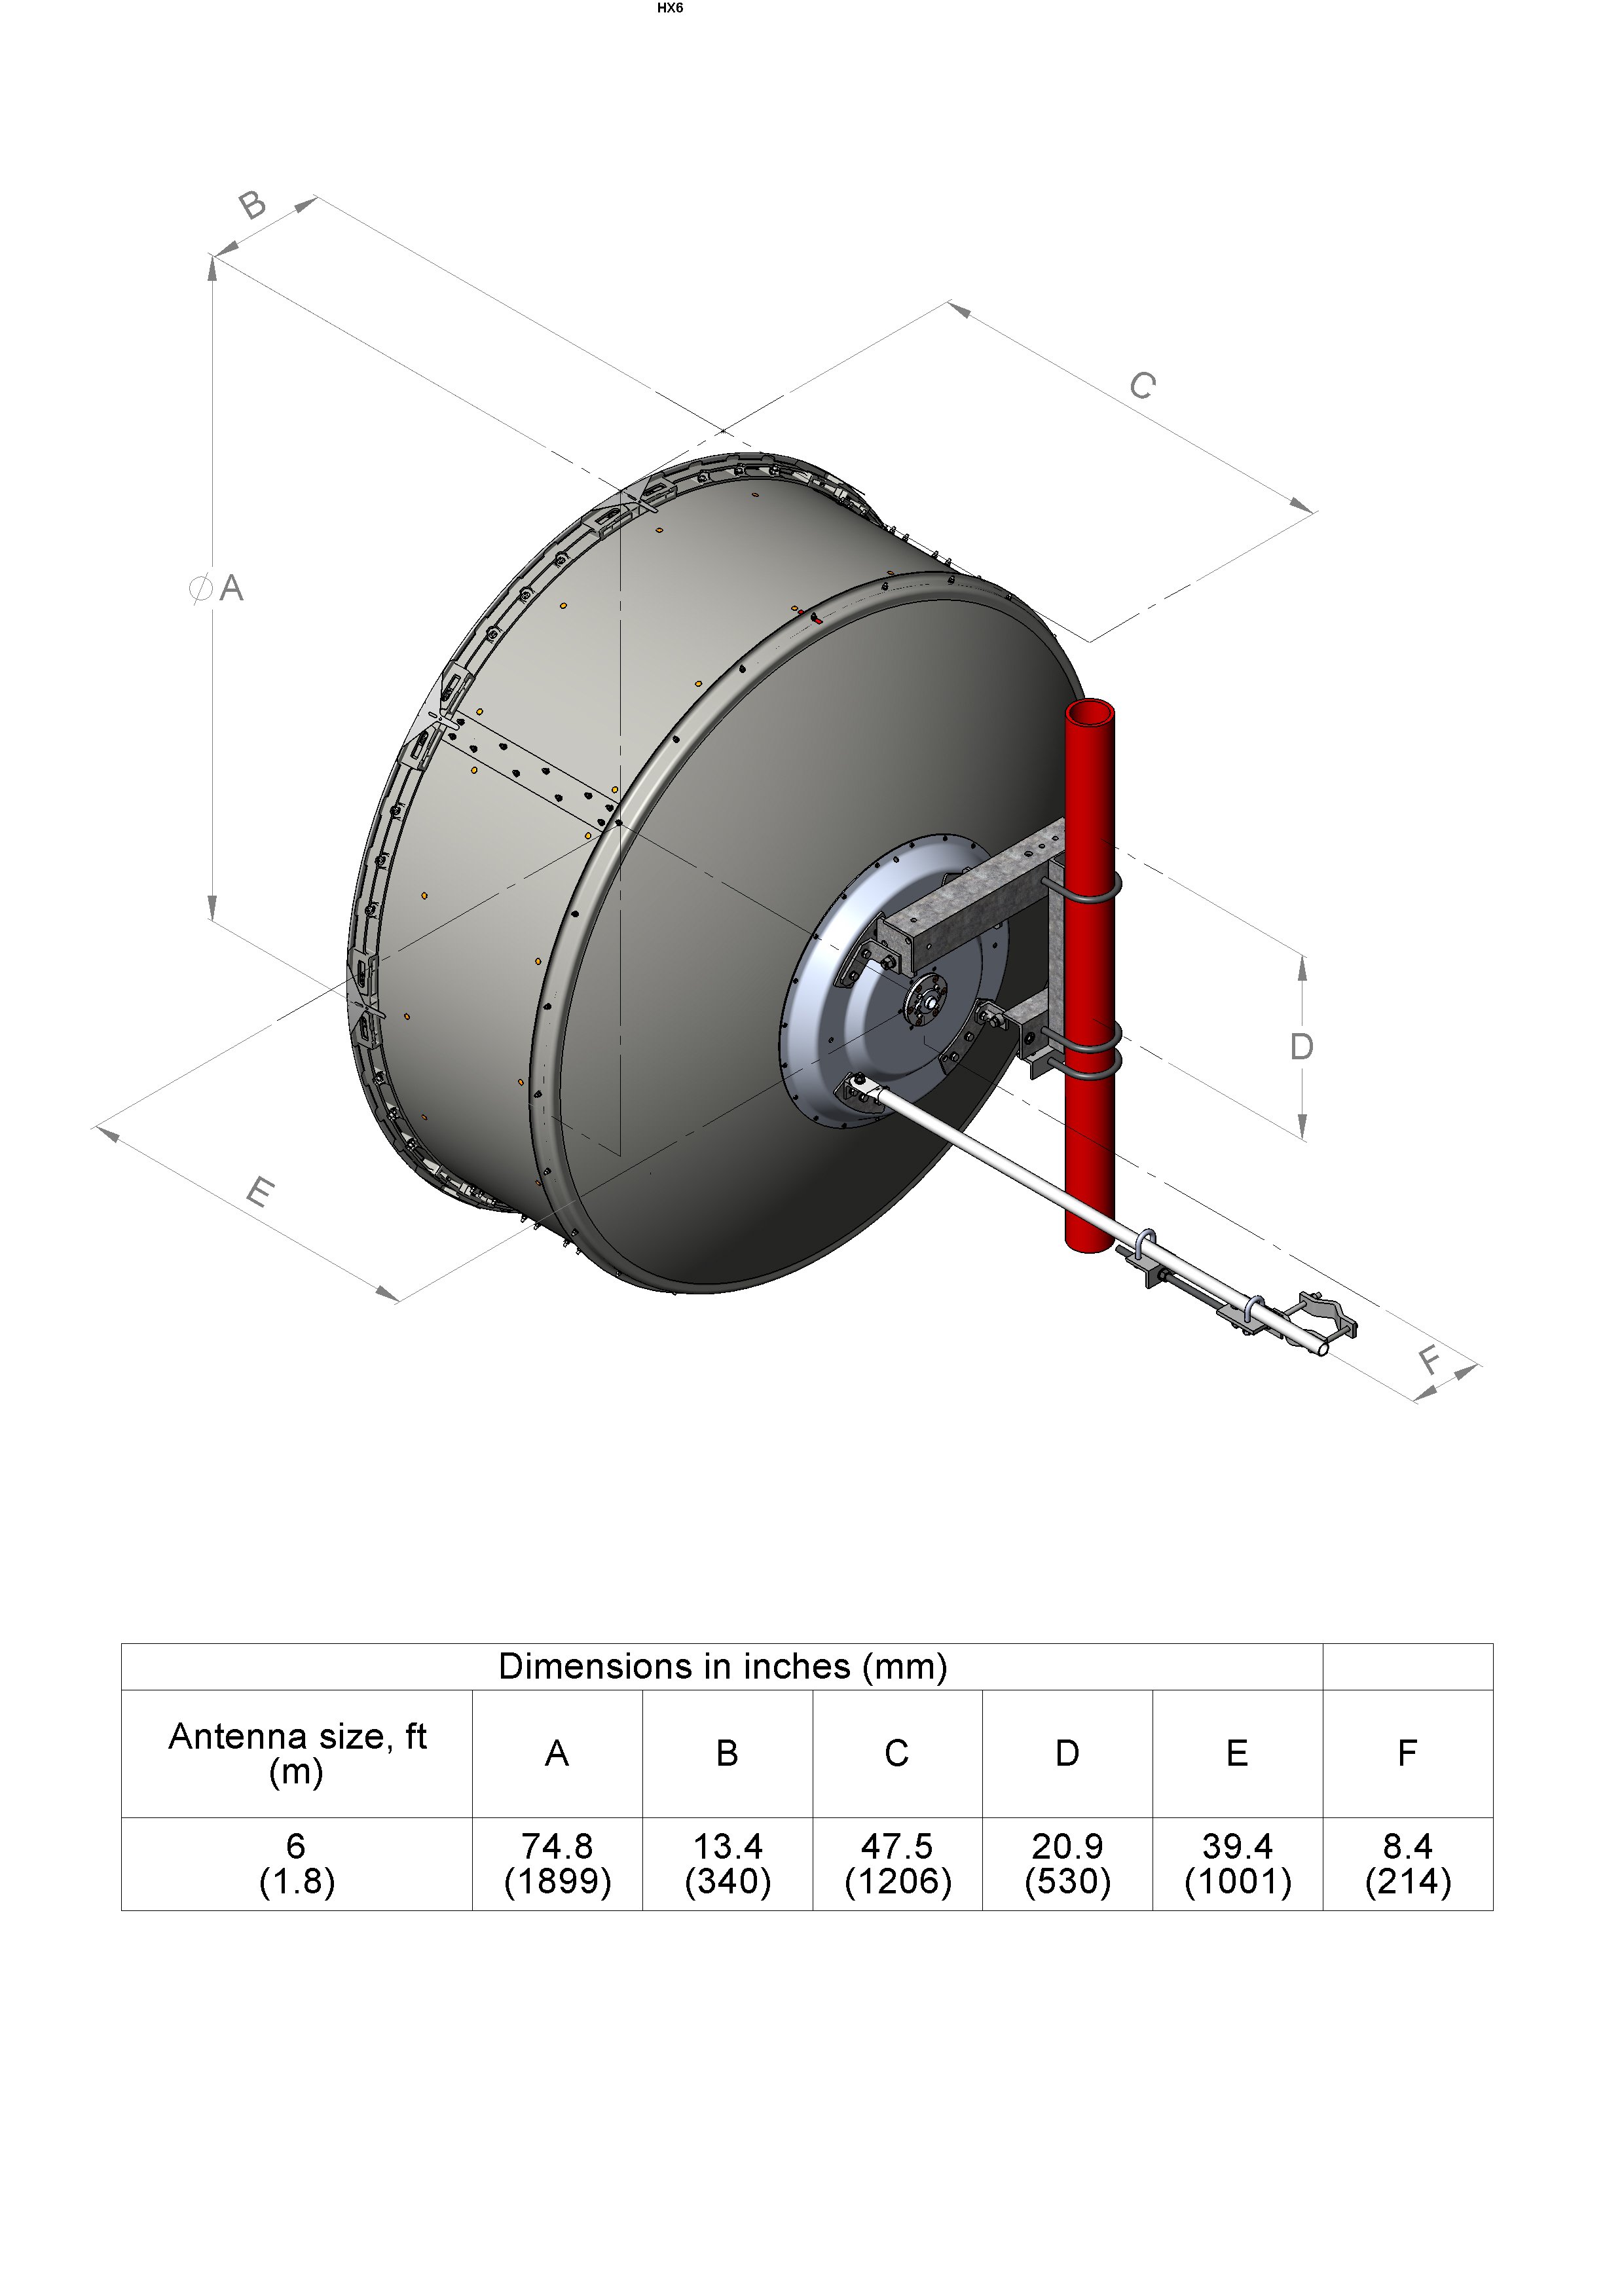 HX6
B
C
⌀A
D
E
F
Dimensions in inches (mm)
Antenna size, ft
(m)
A
B
C
D
E
F
6
(1.8)
74.8
(1899)
13.4
(340)
47.5
(1206)
20.9
(530)
39.4
(1001)
8.4
(214)